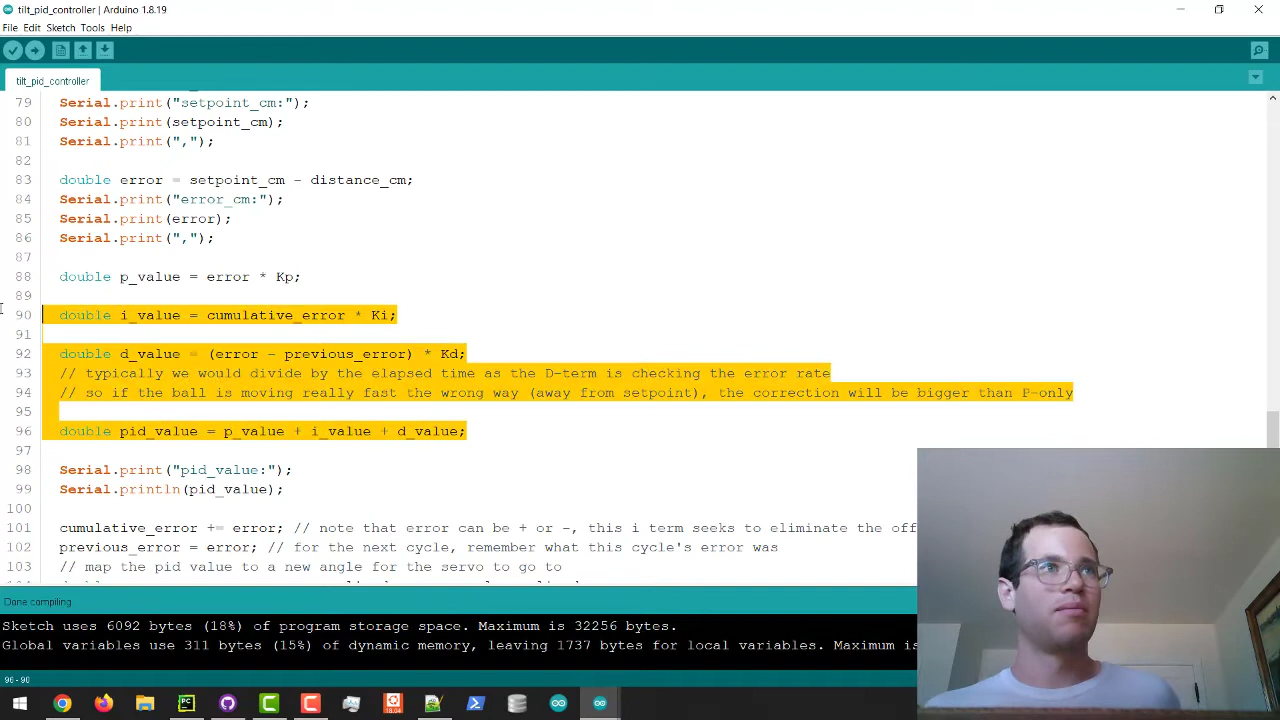 tilt_pid_controller | Arduino 1.8.19
File Edit Sketch Tools Help
tilt_pid_controller
79 Serial.print("setpoint_cm:");
80 Serial.print(setpoint_cm);
81 Serial.print(",");
82
83 double error = setpoint_cm - distance_cm;
84 Serial.print("error_cm:");
85 Serial.print(error);
86 Serial.print(",");
87
88 double p_value = error * Kp;
89
90 double i_value = cumulative_error * Ki;
91
92 double d_value = (error - previous_error) * Kd;
93 // typically we would divide by the elapsed time as the D-term is checking the error rate
94 // so if the ball is moving really fast the wrong way (away from setpoint), the correction will be bigger than P-only
95
96 double pid_value = p_value + i_value + d_value;
97
98 Serial.print("pid_value:");
99 Serial.println(pid_value);
100
101 cumulative_error += error; // note that error can be + or -, this i term seeks to eliminate the off
102 previous_error = error; // for the next cycle, remember what this cycle's error was
103 // map the pid value to a new angle for the servo to go to
Done compiling
Sketch uses 6092 bytes (18%) of program storage space. Maximum is 32256 bytes.
Global variables use 311 bytes (15%) of dynamic memory, leaving 1737 bytes for local variables. Maximum is
96 - 90
PC
18.04